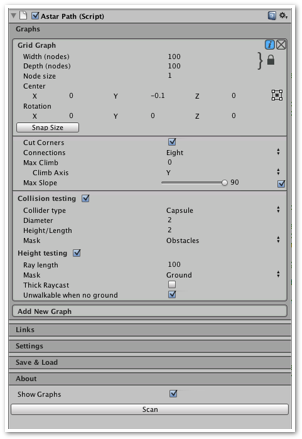 Astar Path (Script)
Graphs
Grid Graph
Width (nodes) 100
Depth (nodes) 100
Node size 1
Center
X 0 Y -0.1 Z 0
Rotation
X 0 Y 0 Z 0
Snap Size
Cut Corners
Connections Eight
Max Climb 0
Climb Axis Y
Max Slope 90
Collision testing
Collider type Capsule
Diameter 2
Height/Length 2
Mask Obstacles
Height testing
Ray length 100
Mask Ground
Thick Raycast
Unwalkable when no ground
Add New Graph
Links
Settings
Save & Load
About
Show Graphs
Scan